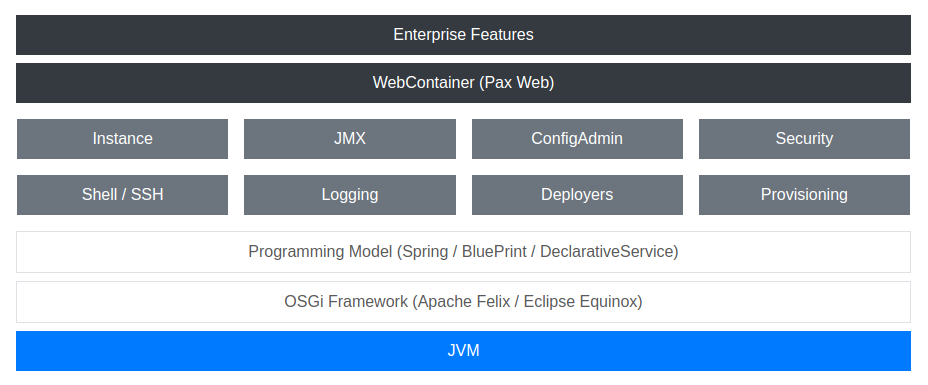 Enterprise Features
WebContainer (Pax Web)
Instance
JMX
ConfigAdmin
Security
Shell / SSH
Logging
Deployers
Provisioning
Programming Model (Spring / BluePrint / DeclarativeService)
OSGi Framework (Apache Felix / Eclipse Equinox)
JVM